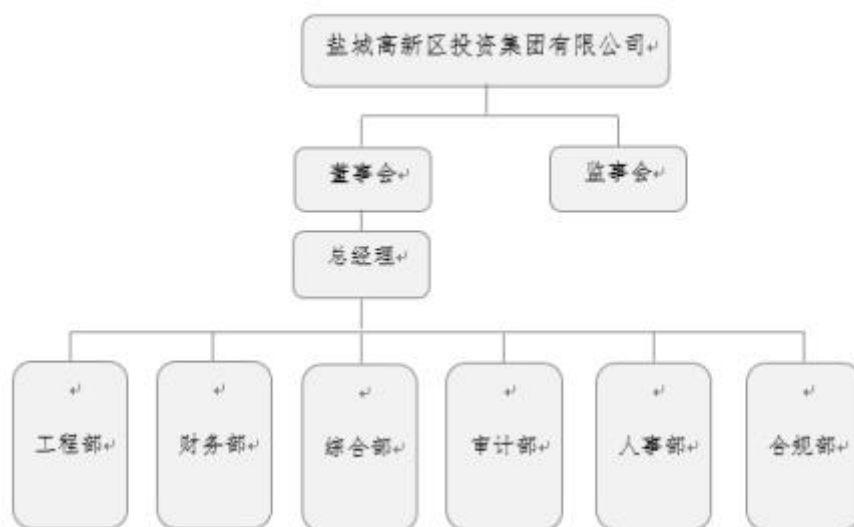 盐城高新区投资集团有限公司
董事会
监事会
总经理
工程部
财务部
综合部
审计部
人事部
合规部